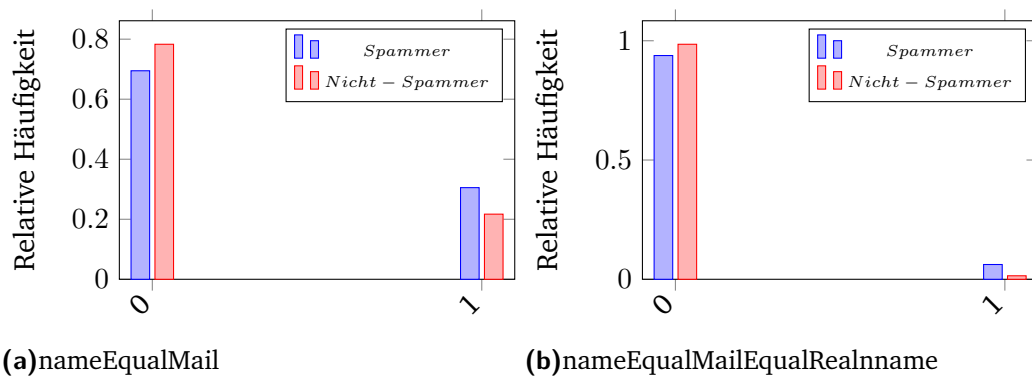 Relative Häufigkeit
0.8
0.6
0.4
0.2
0
0
1
Spammer
Nicht − Spammer
(a)nameEqualMail
Relative Häufigkeit
1
0.5
0
0
1
Spammer
Nicht − Spammer
(b)nameEqualMailEqualRealnname